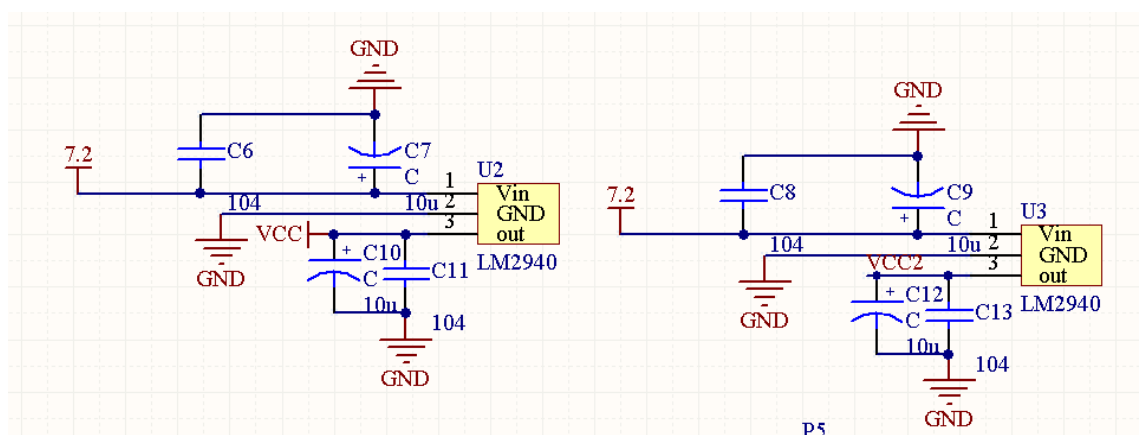 GND
7.2
C6
C7
C
U2
1
Vin
104
10u
2
GND
3
out
VCC
GND
C10
C
C11
LM2940
10u
104
GND
GND
7.2
C8
C9
C
U3
1
Vin
104
10u
2
GND
VCC2
3
out
GND
C12
C
C13
LM2940
10u
104
GND
P5